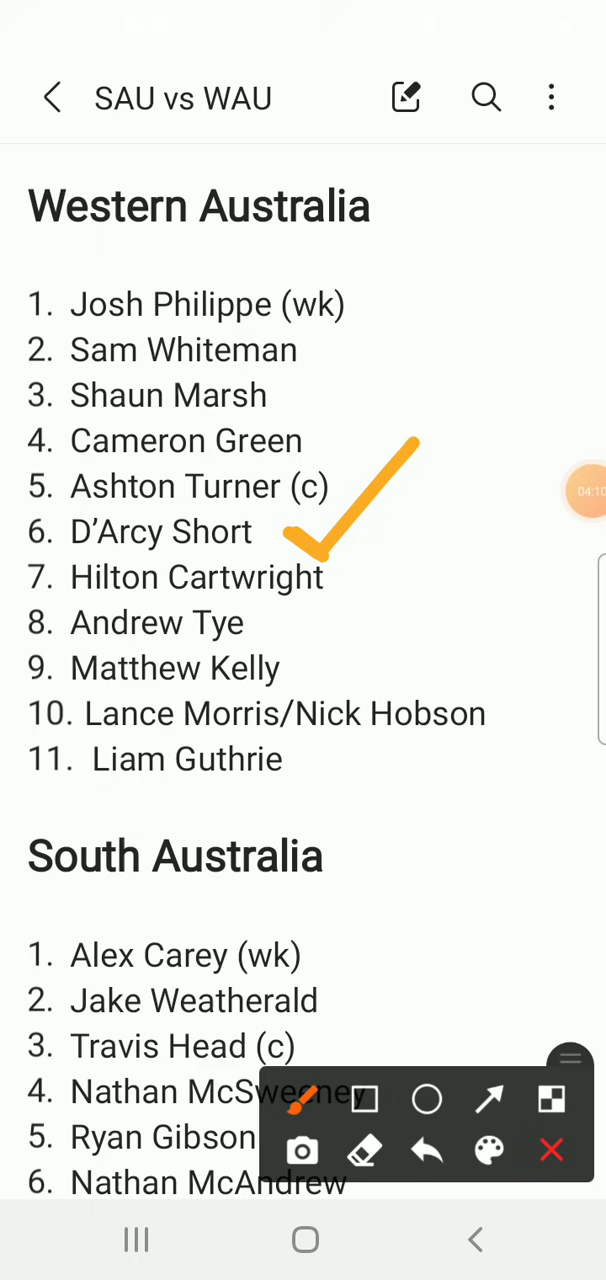 SAU vs WAU
Western Australia
1. Josh Philippe (wk)
2. Sam Whiteman
3. Shaun Marsh
4. Cameron Green
5. Ashton Turner (c)
04:10
6. D’Arcy Short
7. Hilton Cartwright
8. Andrew Tye
9. Matthew Kelly
10. Lance Morris/Nick Hobson
11. Liam Guthrie
South Australia
1. Alex Carey (wk)
2. Jake Weatherald
3. Travis Head (c)
4. Nathan McSweeney
5. Ryan Gibson
6. Nathan McAndrew